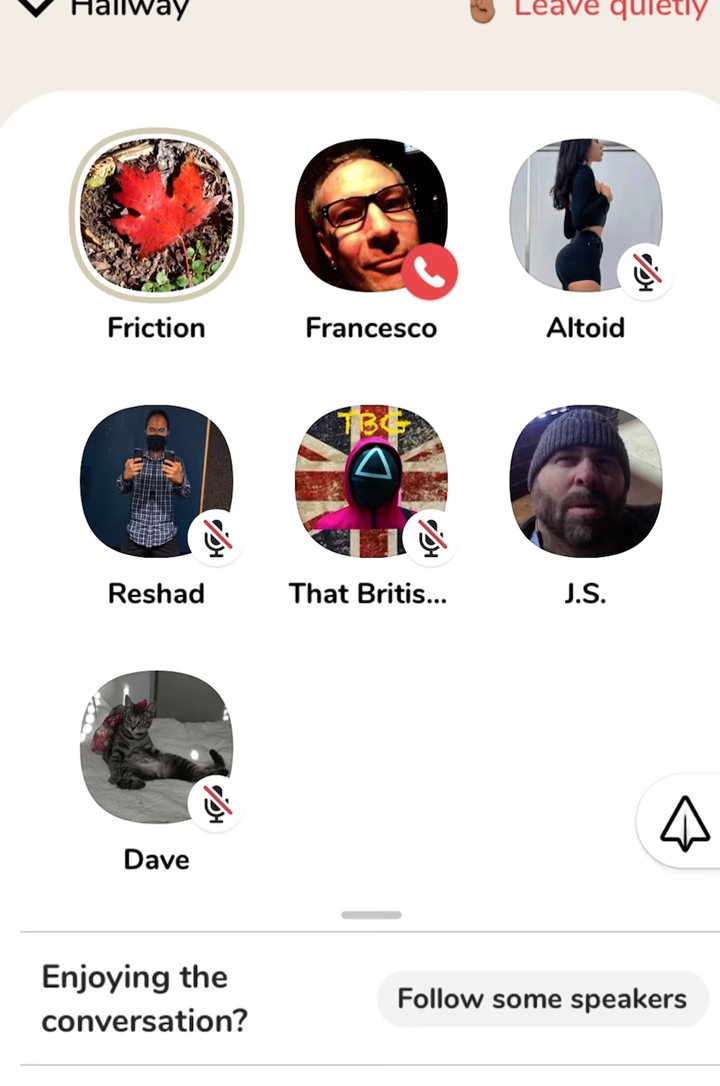 Hallway
Leave quietly
Friction
Francesco
Altoid
TBG
Reshad
That Britis...
J.S.
Dave
Enjoying the
conversation?
Follow some speakers